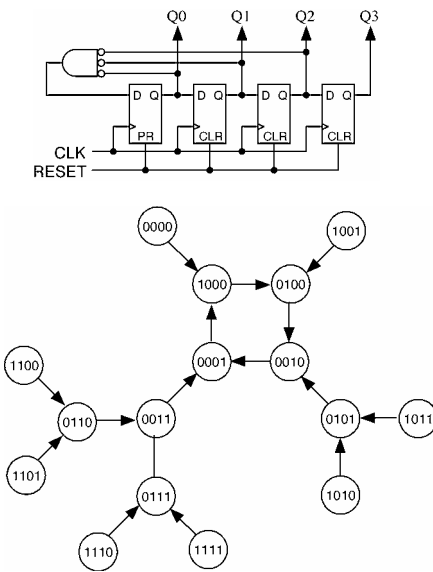 Q0 Q1 Q2 Q3
D Q D Q D Q D Q
PR CLR CLR CLR
CLK
RESET
0000 1001
1000 0100
1100 0001 0010
0110 0011 0101 1011
1101 0111 1010
1110 1111